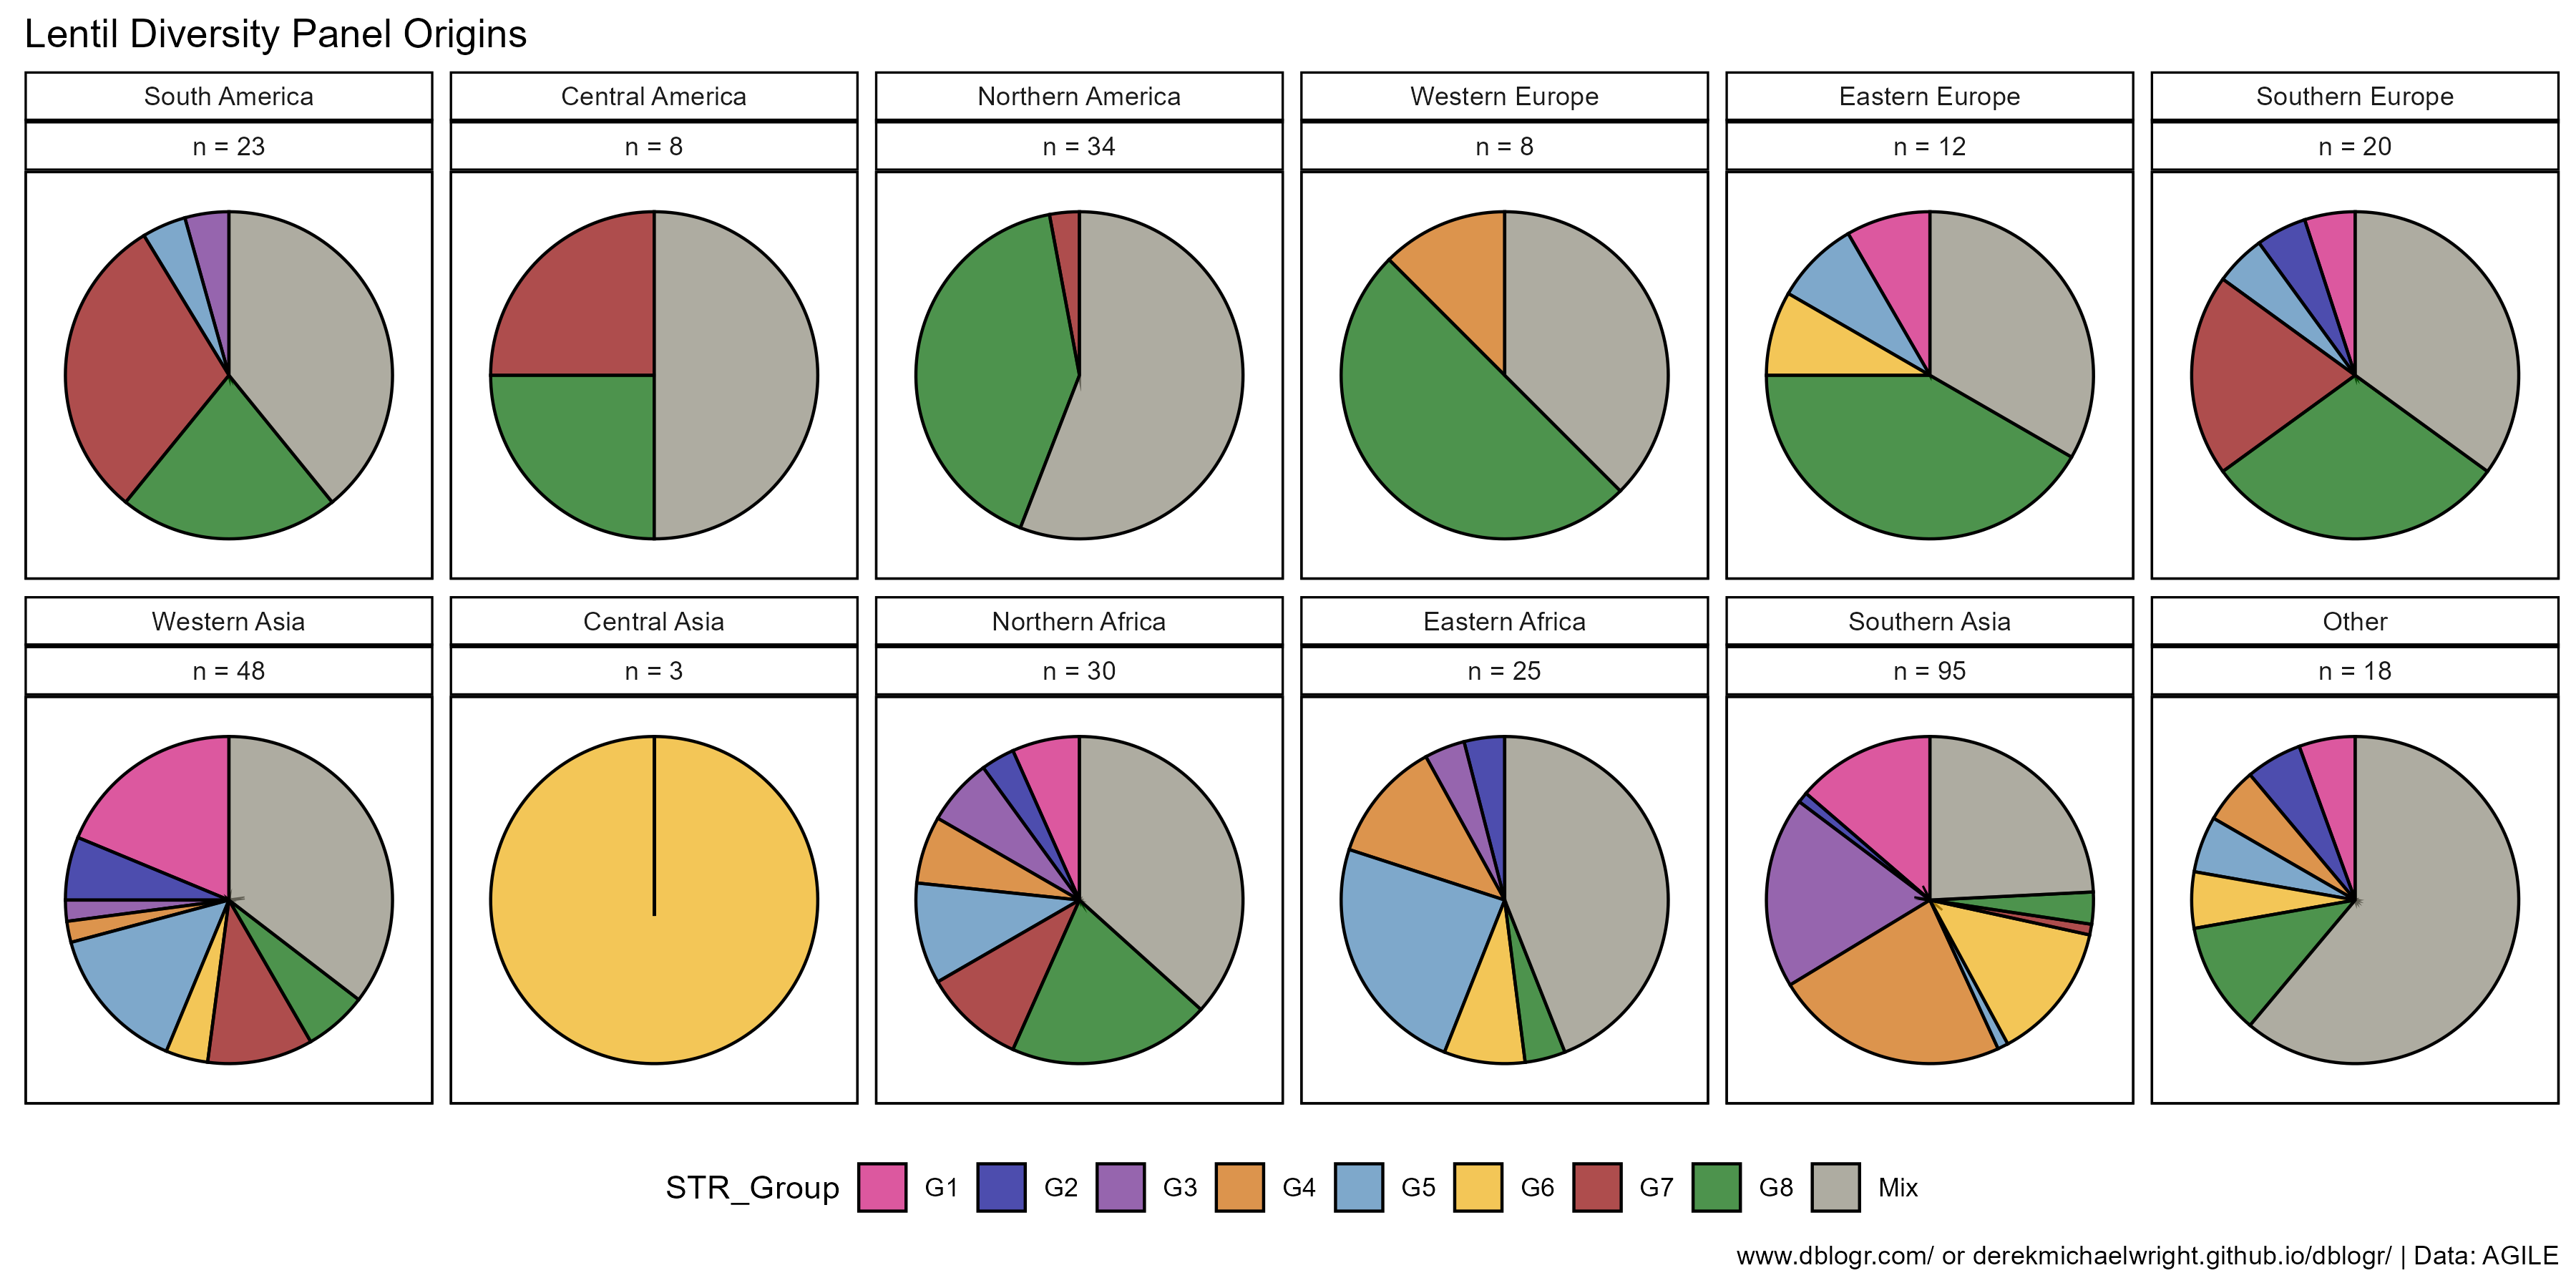 Lentil Diversity Panel Origins
South America
Central America
Northern America
Western Europe
Eastern Europe
Southern Europe
n = 23
n = 8
n = 34
n = 8
n = 12
n = 20
Western Asia
Central Asia
Northern Africa
Eastern Africa
Southern Asia
Other
n = 48
n = 3
n = 30
n = 25
n = 95
n = 18
STR_Group G1 G2 G3 G4 G5 G6 G7 G8 Mix
www.dblogr.com/ or derekmichaelwright.github.io/dblogr/ | Data: AGILE